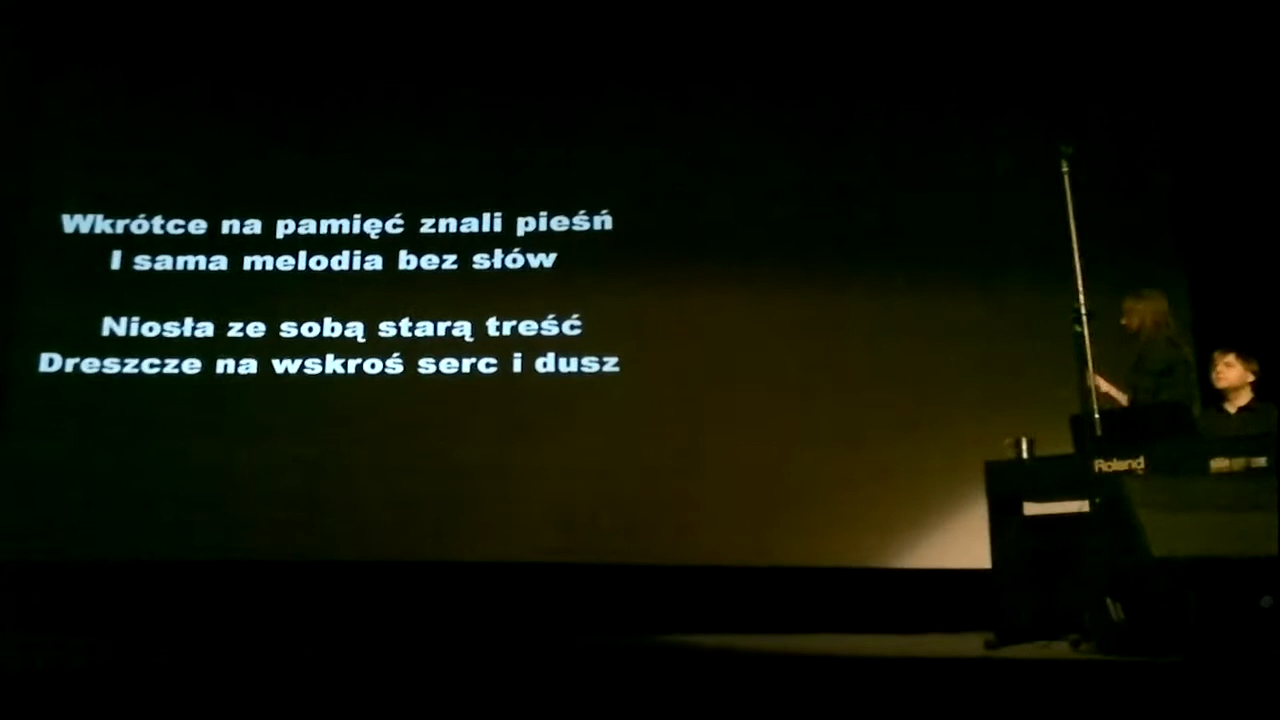 Wkrótce na pamięć znali pieśń
I sama melodia bez słów
Niosła ze sobą starą treść
Dreszcze na wskroś serc i dusz
Roland